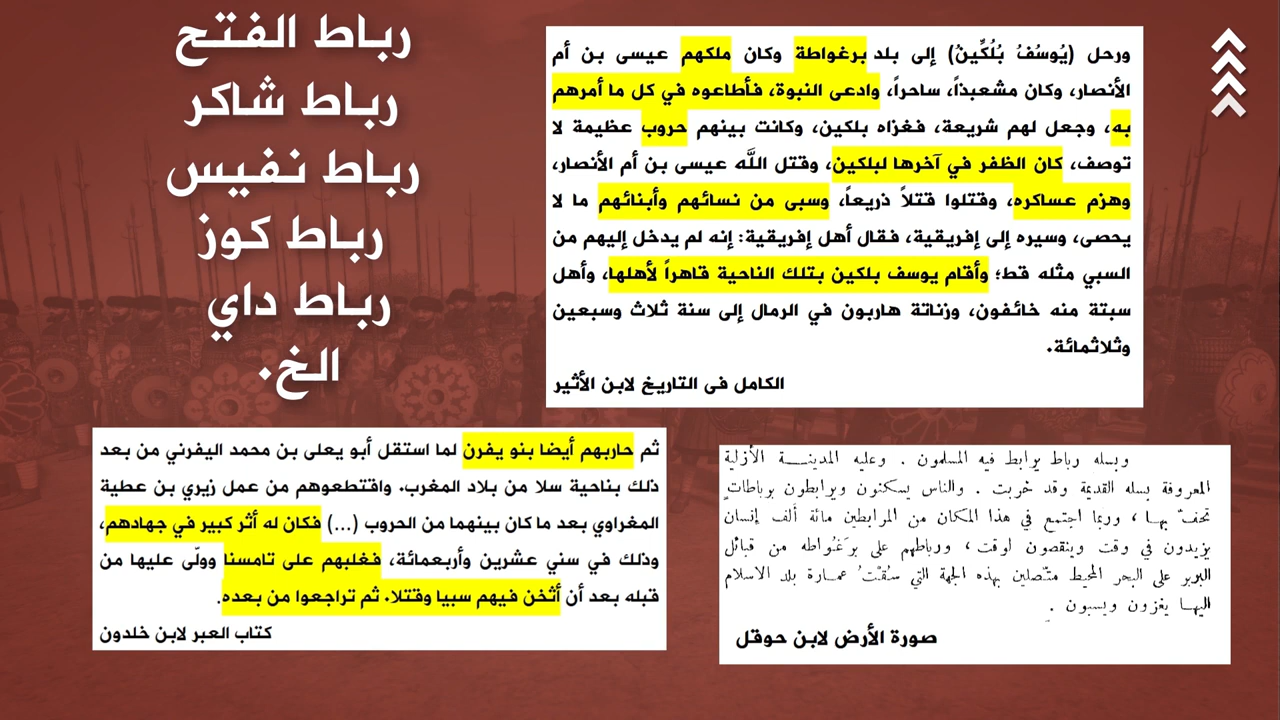 رباط الفتح
رباط شاكر
رباط نفيس
رباط كوز
رباط داي
الخ.
ورحل (يُوسُفُ بُلُكِّينُ) إلى بلد برغواطة وكان ملكهم عيسى بن أم
الأنصار، وكان مشعبذاً، ساحراً، وادعى النبوة، فأطاعوه في كل ما أمرهم
به، وجعل لهم شريعة، فغزاه بلكين، وكانت بينهم حروب عظيمة لا
توصف، كان الظفر في آخرها لبلكين، وقتل اللَّه عيسى بن أم الأنصار،
وهزم عساكره، وقتلوا قتلاً ذريعاً، وسبى من نسائهم وأبنائهم ما لا
يحصى، وسيره إلى إفريقية، فقال أهل إفريقية: إنه لم يدخل إليهم من
السبي مثله قط؛ وأقام يوسف بلكين بتلك الناحية قاهراً لأهلها، وأهل
سبتة منه خائفون، وزناتة هاربون في الرمال إلى سنة ثلاث وسبعين
وثلاثمائة.
الكامل في التاريخ لابن الأثير
ثم حاربهم أيضا بنو يفرن لما استقل أبو يعلى بن محمد اليفرني من بعد
ذلك بناحية سلا من بلاد المغرب. واقتطعوهم من عمل زيري بن عطية
المغراوي بعد ما كان بينهما من الحروب (...) فكان له أثر كبير في جهادهم،
وذلك في سني عشرين وأربعمائة، فغلبهم على تامسنا وولّى عليها من
قبله بعد أن أثخن فيهم سبيا وقتلا. ثم تراجعوا من بعده.
كتاب العبر لابن خلدون
وبسله رباط يرابط فيه المسلمون . وعليه المدينة الأزلية
المعروفة بسله القديمة وقد خربت . والناس يسكنون ويرابطون برباطات
تحفّ بها ، وربما اجتمع في هذا المكان من المرابطين مائة ألف إنسان
يزيدون في وقت وينقصون لوقت ، ورباطهم على برغواطه من قبائل
البربر على البحر المحيط متّصلين بهذه الجهة التي سُقْتُ عمارة بلد الاسلام
اليها يغزون ويسبون .
صورة الأرض لابن حوقل